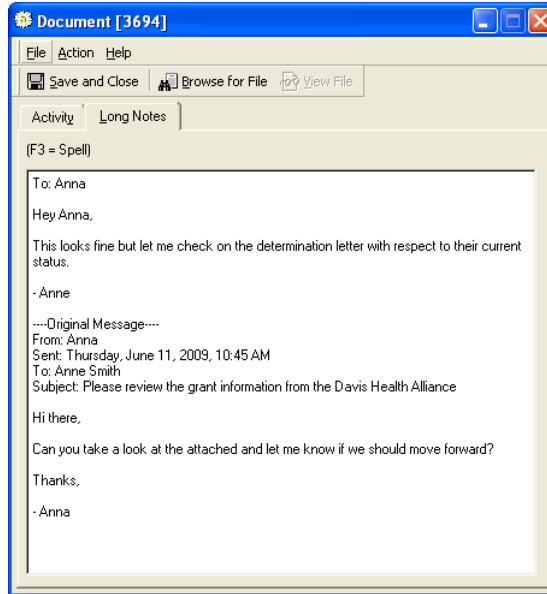 Document [3694]
File Action Help
Save and Close Browse for File View File
Activity Long Notes
(F3 = Spell)
To: Anna
Hey Anna,
This looks fine but let me check on the determination letter with respect to their current
status.
- Anne
----Original Message----
From: Anna
Sent: Thursday, June 11, 2009, 10:45 AM
To: Anne Smith
Subject: Please review the grant information from the Davis Health Alliance
Hi there,
Can you take a look at the attached and let me know if we should move forward?
Thanks,
- Anna